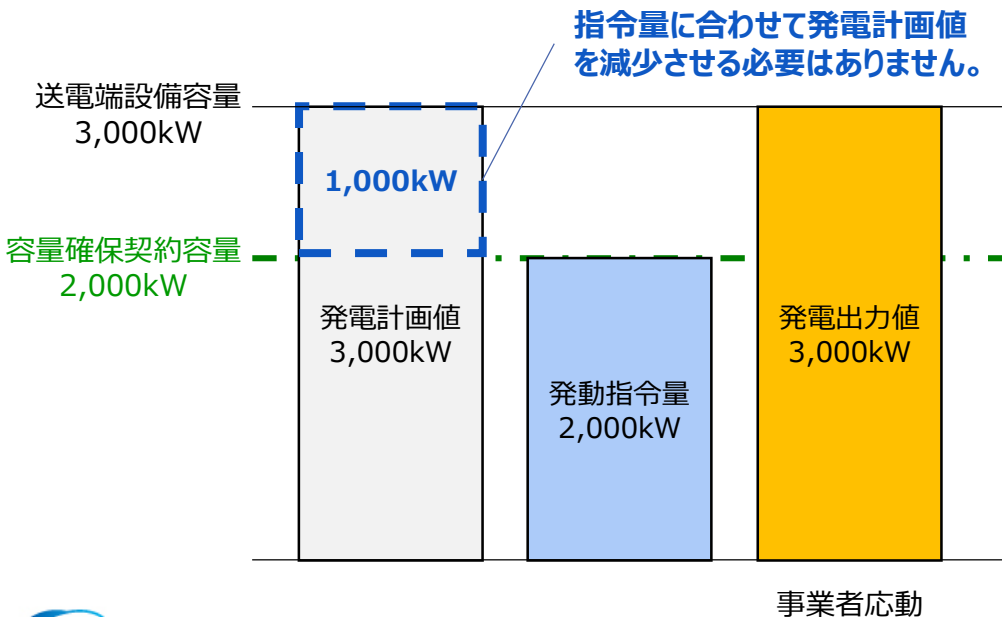 指令量に合わせて発電計画値
を減少させる必要はありません。
送電端設備容量
3,000kW
1,000kW
容量確保契約容量
2,000kW
発電計画値
3,000kW
発動指令量
2,000kW
発電出力値
3,000kW
事業者応動